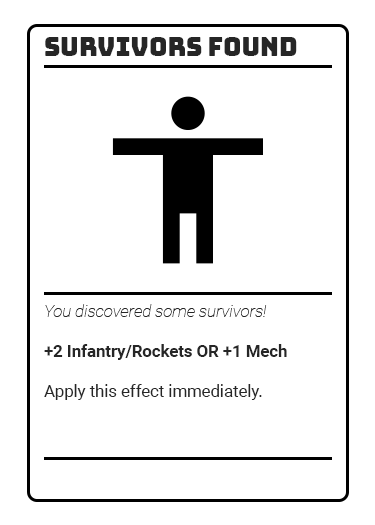 SURVIVORS FOUND
You discovered some survivors!
+2 Infantry/Rockets OR +1 Mech
Apply this effect immediately.